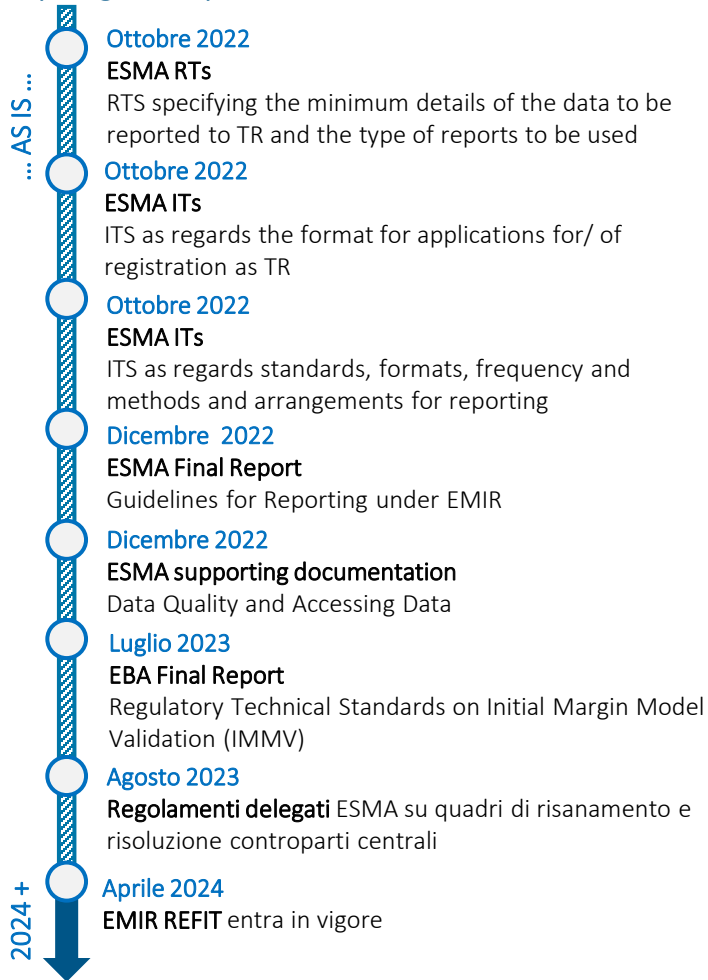 ... AS IS ...
Ottobre 2022
ESMA RTs
RTS specifying the minimum details of the data to be
reported to TR and the type of reports to be used
Ottobre 2022
ESMA ITs
ITS as regards the format for applications for/ of
registration as TR
Ottobre 2022
ESMA ITs
ITS as regards standards, formats, frequency and
methods and arrangements for reporting
Dicembre 2022
ESMA Final Report
Guidelines for Reporting under EMIR
Dicembre 2022
ESMA supporting documentation
Data Quality and Accessing Data
Luglio 2023
EBA Final Report
Regulatory Technical Standards on Initial Margin Model
Validation (IMMV)
Agosto 2023
Regolamenti delegati ESMA su quadri di risanamento e
risoluzione controparti centrali
2024 +
Aprile 2024
EMIR REFIT entra in vigore